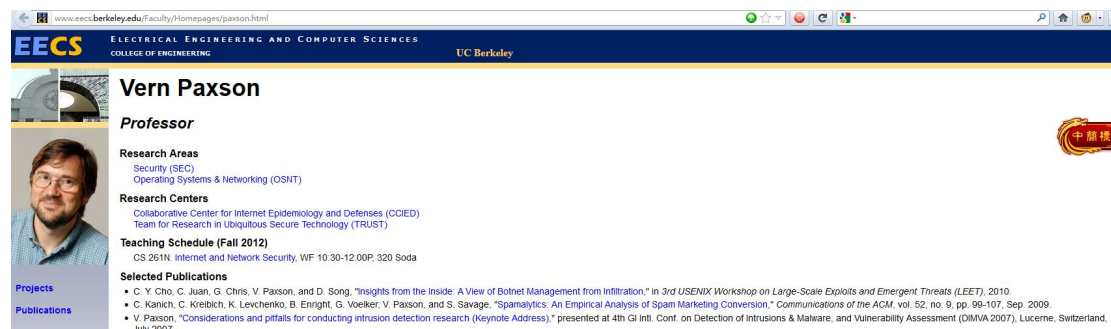 www.eecs.berkeley.edu/Faculty/Homepages/paxson.html
EECS
ELECTRICAL ENGINEERING AND COMPUTER SCIENCES
COLLEGE OF ENGINEERING
UC Berkeley
Vern Paxson
Professor
中商標
Research Areas
Security (SEC)
Operating Systems & Networking (OSNT)
Research Centers
Collaborative Center for Internet Epidemiology and Defenses (CCIED)
Team for Research in Ubiquitous Secure Technology (TRUST)
Teaching Schedule (Fall 2012)
CS 261N. Internet and Network Security, WF 10:30-12:00P, 320 Soda
Selected Publications
• C. Y. Cho, C. Juan, G. Chris, V. Paxson, and D. Song, "Insights from the Inside: A View of Botnet Management from Infiltration," in 3rd USENIX Workshop on Large-Scale Exploits and Emergent Threats (LEET), 2010.
• C. Kanich, C. Kreibich, K. Levchenko, B. Enright, G. Voelker, V. Paxson, and S. Savage, "Spamalytics: An Empirical Analysis of Spam Marketing Conversion," Communications of the ACM, vol. 52, no. 9, pp. 99-107, Sep. 2009.
• V. Paxson, "Considerations and pitfalls for conducting intrusion detection research (Keynote Address)," presented at 4th GI Intl. Conf. on Detection of Intrusions & Malware, and Vulnerability Assessment (DIMVA 2007), Lucerne, Switzerland,
July 2007
Projects
Publications